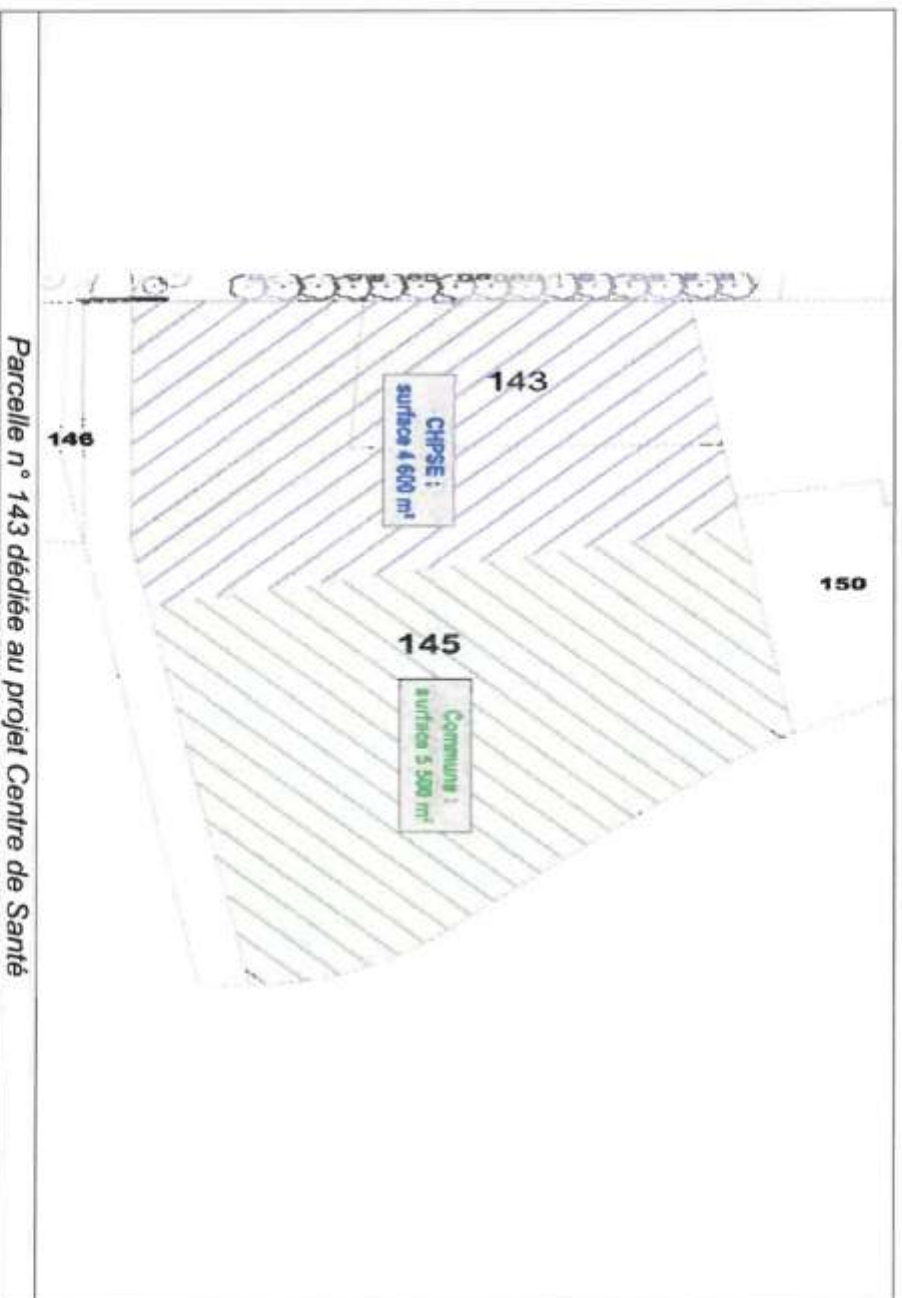 143
CHPSE :
surface 4 600 m²
146
150
145
Commune :
surface 5 500 m²
Parcelle n° 143 dédiée au projet Centre de Santé